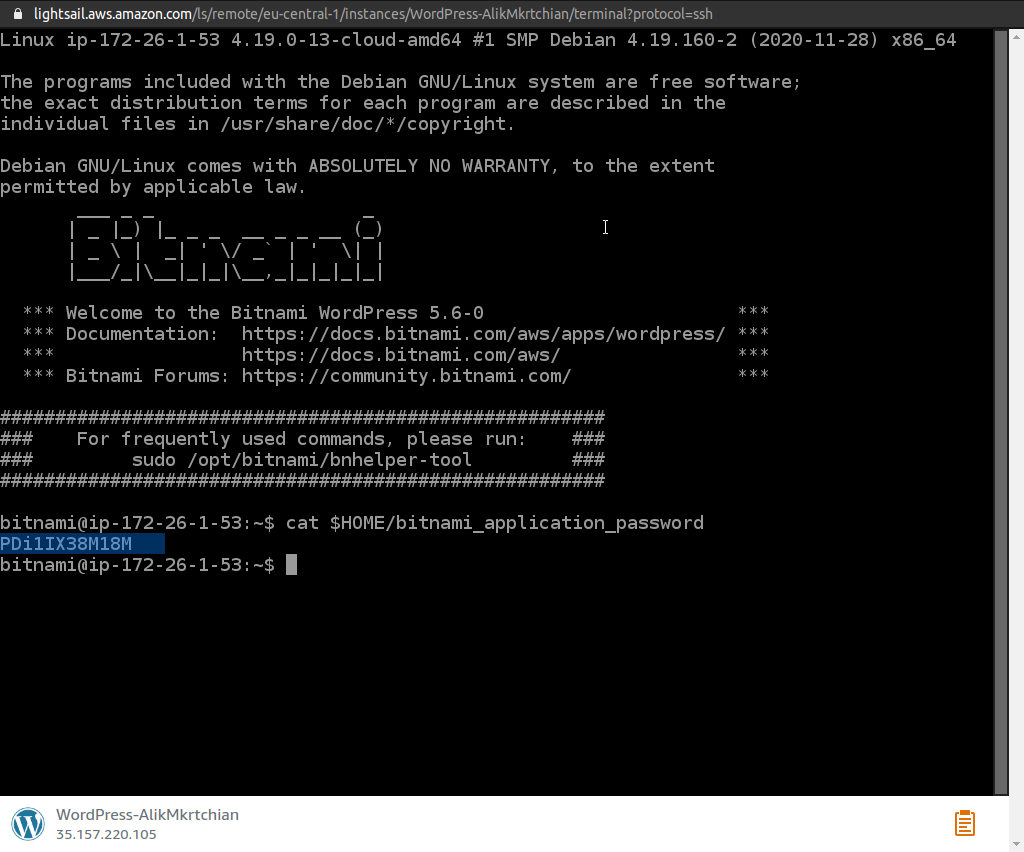 lightsail.aws.amazon.com/ls/remote/eu-central-1/instances/WordPress-AlikMkrtchian/terminal?protocol=ssh
Linux ip-172-26-1-53 4.19.0-13-cloud-amd64 #1 SMP Debian 4.19.160-2 (2020-11-28) x86_64
The programs included with the Debian GNU/Linux system are free software;
the exact distribution terms for each program are described in the
individual files in /usr/share/doc/*/copyright.
Debian GNU/Linux comes with ABSOLUTELY NO WARRANTY, to the extent
permitted by applicable law.
Bitnami
*** Welcome to the Bitnami WordPress 5.6-0 ***
*** Documentation: https://docs.bitnami.com/aws/apps/wordpress/ ***
*** https://docs.bitnami.com/aws/ ***
*** Bitnami Forums: https://community.bitnami.com/ ***
#######################################################
### For frequently used commands, please run: ###
### sudo /opt/bitnami/bnhelper-tool ###
#######################################################
bitnami@ip-172-26-1-53:~$ cat $HOME/bitnami_application_password
PDi1IX38M18M
bitnami@ip-172-26-1-53:~$
WordPress-AlikMkrtchian
35.157.220.105